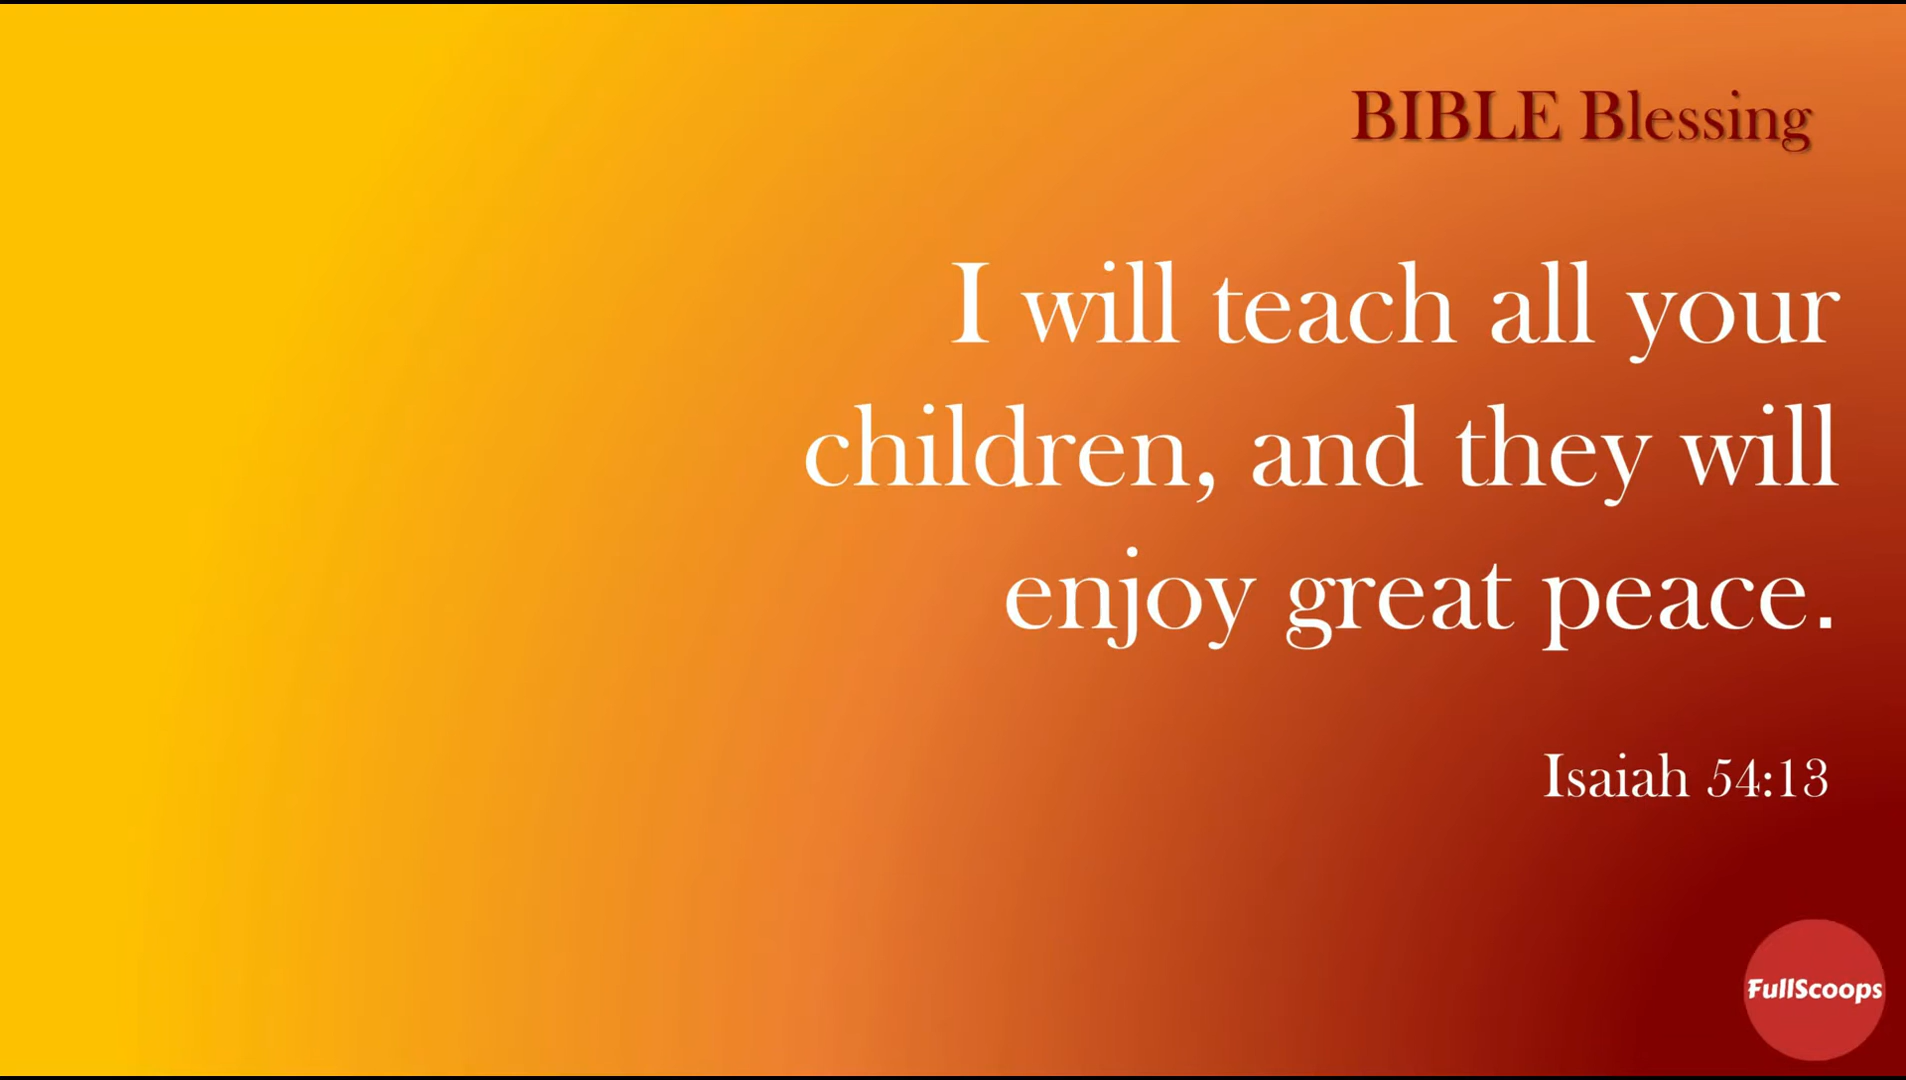 BIBLE Blessing
I will teach all your
children, and they will
enjoy great peace.
Isaiah 54:13
FullScoops